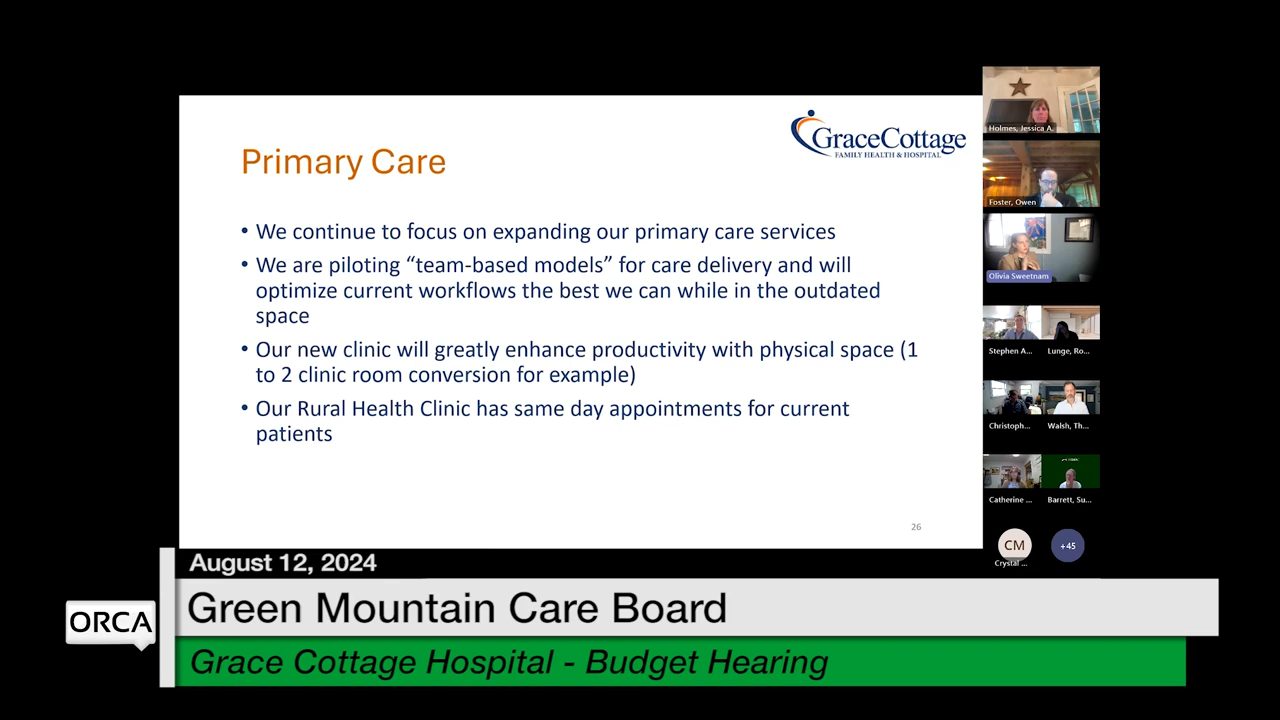 GraceCottage
FAMILY HEALTH & HOSPITAL
Primary Care
• We continue to focus on expanding our primary care services
• We are piloting “team-based models” for care delivery and will
optimize current workflows the best we can while in the outdated
space
• Our new clinic will greatly enhance productivity with physical space (1
to 2 clinic room conversion for example)
• Our Rural Health Clinic has same day appointments for current
patients
26
Holmes, Jessica A.
Foster, Owen
Olivia Sweetnam
Stephen A...
Lunge, Ro...
Christoph...
Walsh, Th...
Catherine ...
Barrett, Su...
CM
+45
Crystal ...
August 12, 2024
ORCA
Green Mountain Care Board
Grace Cottage Hospital - Budget Hearing